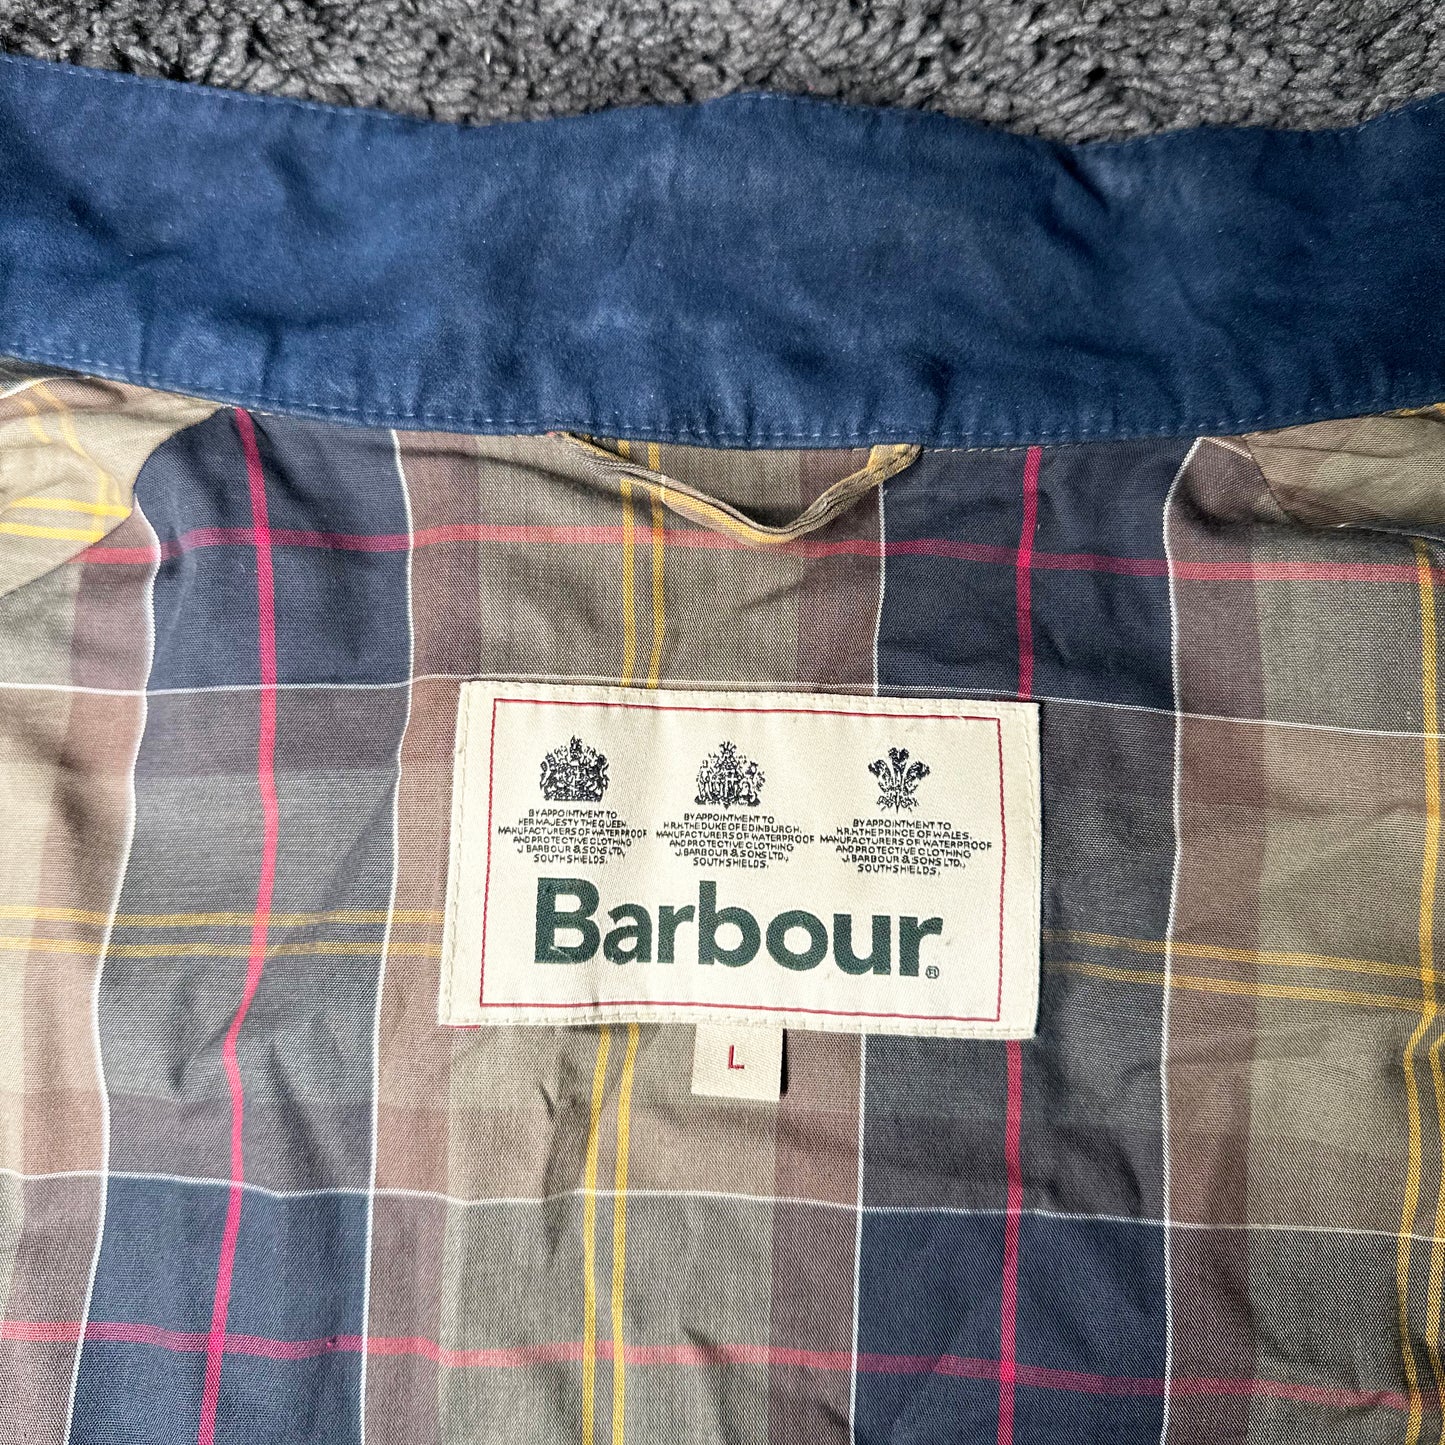 BY APPOINTMENT TO
HER MAJESTY THE QUEEN.
MANUFACTURERS OF WATERPROOF
AND PROTECTIVE CLOTHING
J. BARBOUR & SONS LTD.,
SOUTH SHIELDS.
BY APPOINTMENT TO
H.R.H. THE DUKE OF EDINBURGH.
MANUFACTURERS OF WATERPROOF
AND PROTECTIVE CLOTHING
J. BARBOUR & SONS LTD.,
SOUTH SHIELDS.
BY APPOINTMENT TO
H.R.H. THE PRINCE OF WALES.
MANUFACTURERS OF WATERPROOF
AND PROTECTIVE CLOTHING
J. BARBOUR & SONS LTD.,
SOUTH SHIELDS.
Barbour®
L